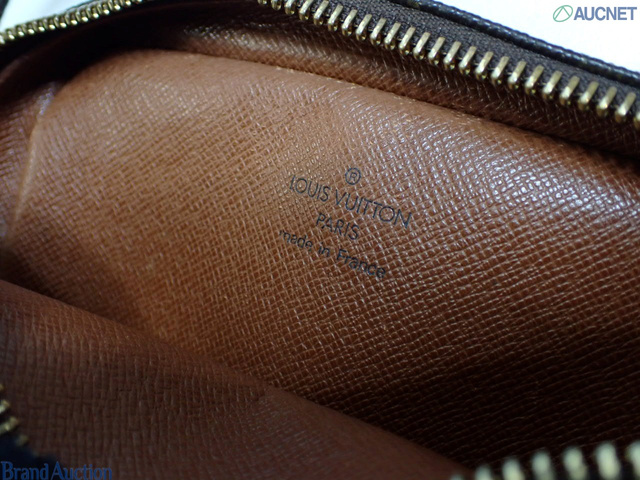 AUCNET
®
LOUIS VUITTON
PARIS
made in France
Brand Auction